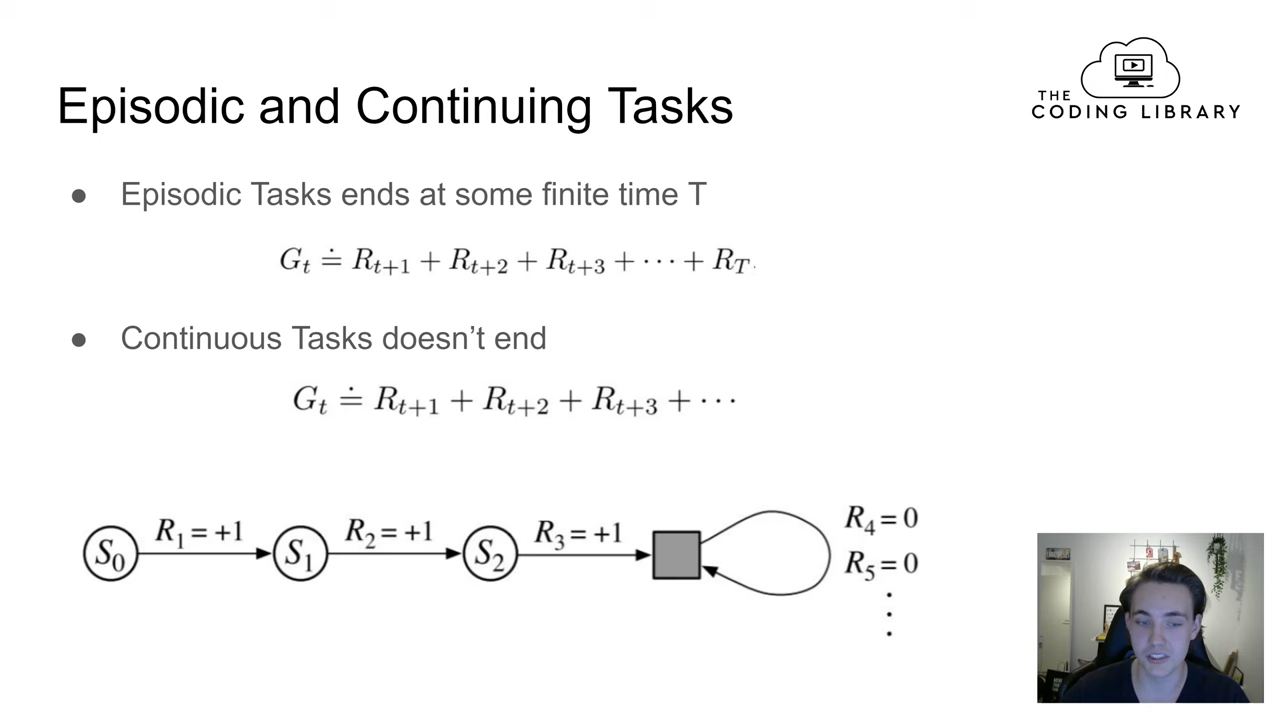 THE
CODING LIBRARY
Episodic and Continuing Tasks
● Episodic Tasks ends at some finite time T
Gₜ ≐ Rₜ₊₁ + Rₜ₊₂ + Rₜ₊₃ + ··· + R_T.
● Continuous Tasks doesn’t end
Gₜ ≐ Rₜ₊₁ + Rₜ₊₂ + Rₜ₊₃ + ···
S₀ R₁ = +1 S₁ R₂ = +1 S₂ R₃ = +1
R₄ = 0
R₅ = 0
⋮